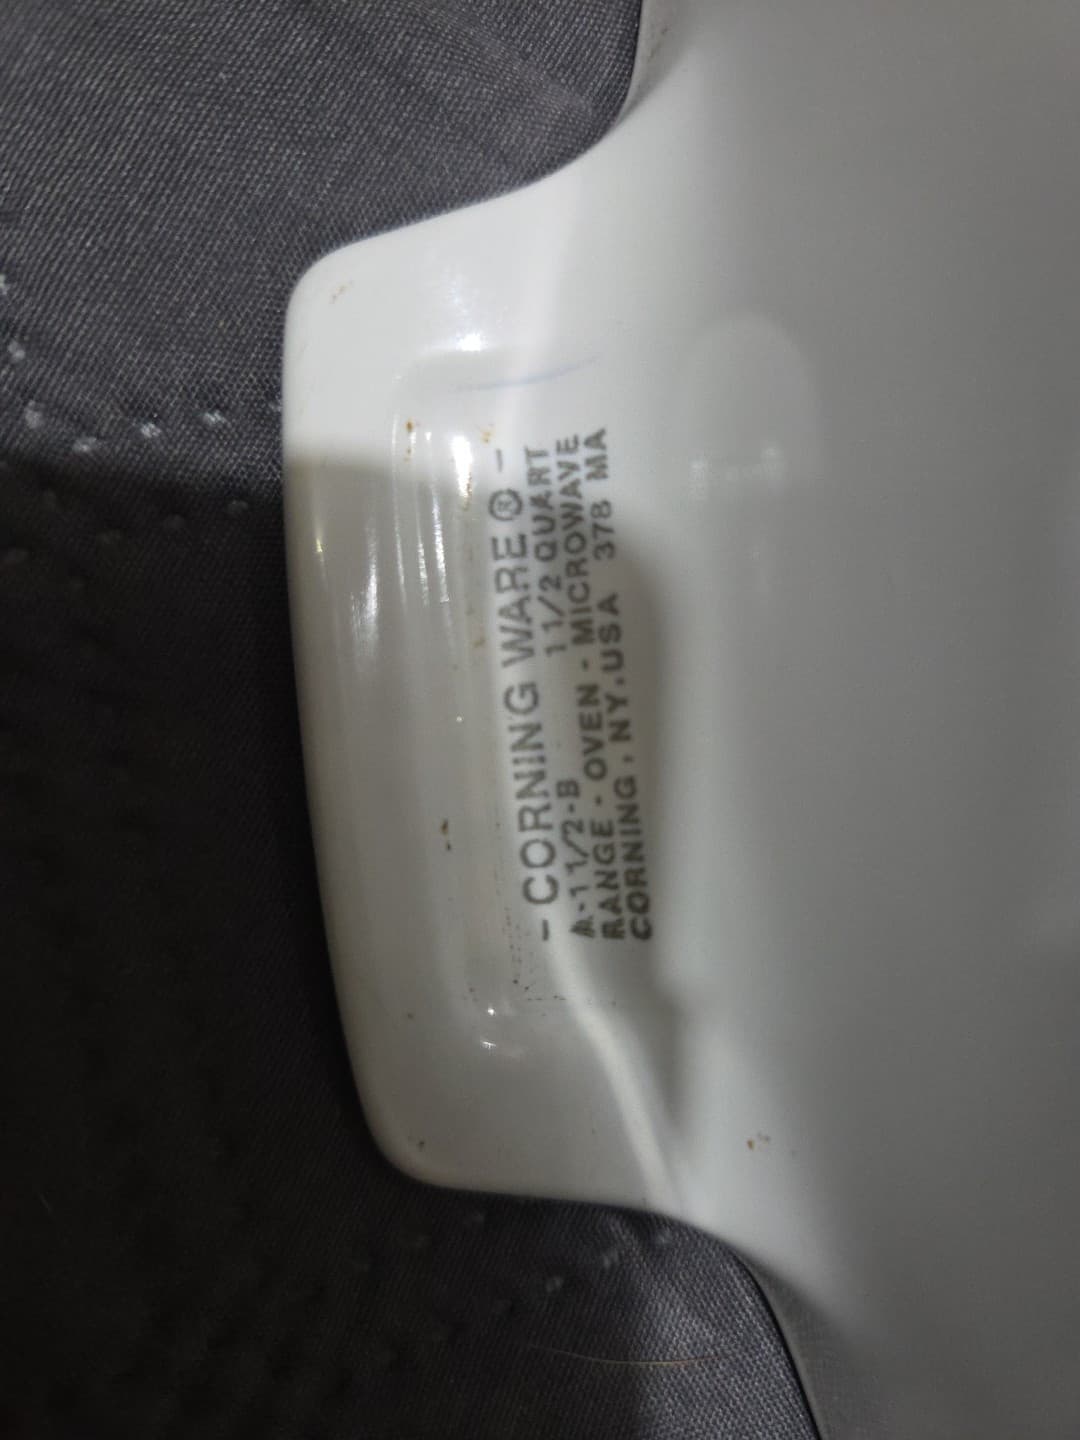 - CORNING WARE® -
A-1 1/2-B 1 1/2 QUART
RANGE - OVEN - MICROWAVE
CORNING, NY, USA 378 MA